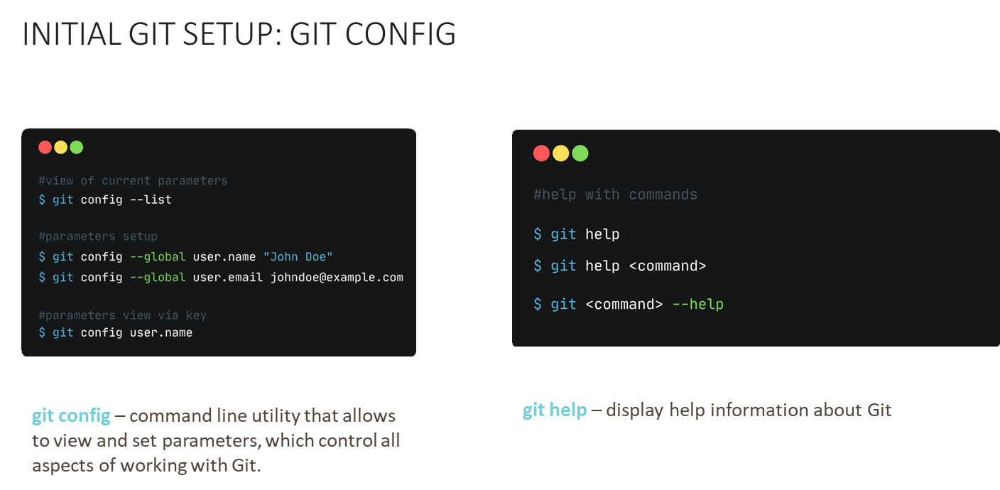 INITIAL GIT SETUP: GIT CONFIG
#view of current parameters
$ git config --list
#parameters setup
$ git config --global user.name "John Doe"
$ git config --global user.email johndoe@example.com
#parameters view via key
$ git config user.name
git config – command line utility that allows
to view and set parameters, which control all
aspects of working with Git.
#help with commands
$ git help
$ git help <command>
$ git <command> --help
git help – display help information about Git